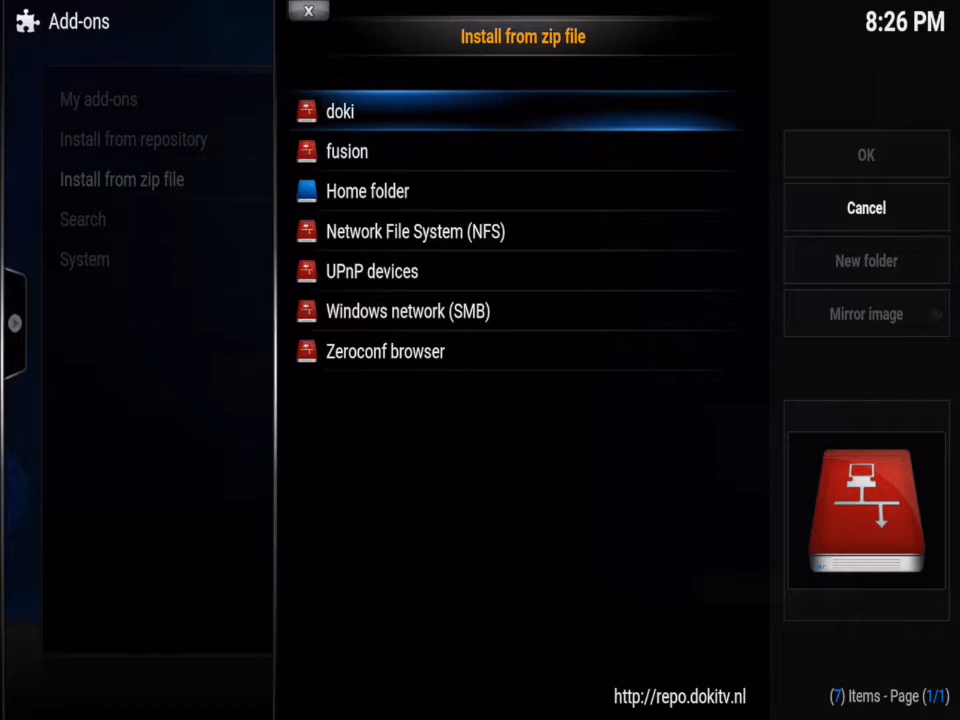 Add-ons
X
Install from zip file
8:26 PM
My add-ons
Install from repository
Install from zip file
Search
System
doki
fusion
Home folder
Network File System (NFS)
UPnP devices
Windows network (SMB)
Zeroconf browser
OK
Cancel
New folder
Mirror image
http://repo.dokitv.nl
(7) Items - Page (1/1)